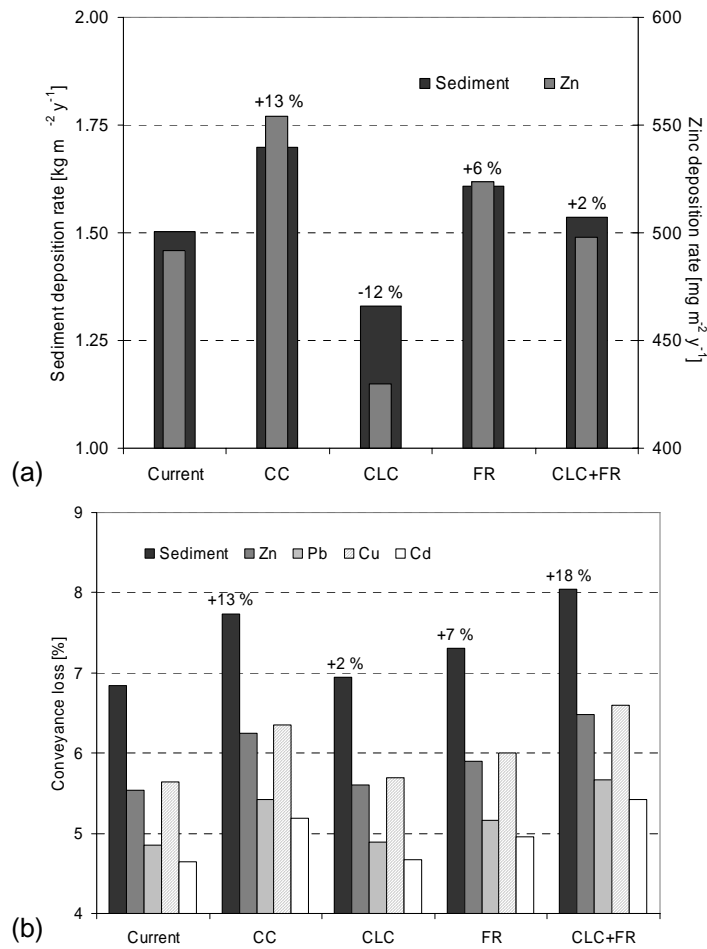 2.00
600
Sediment
Zn
+13 %
1.75
550
+6 %
+2 %
1.50
500
-12 %
1.25
450
1.00
400
Sediment deposition rate [kg m⁻² y⁻¹]
Zinc deposition rate [mg m⁻² y⁻¹]
Current CC CLC FR CLC+FR
(a)
9
Sediment Zn Pb Cu Cd
+18 %
8
+13 %
+7 %
7
+2 %
6
5
4
Conveyance loss [%]
Current CC CLC FR CLC+FR
(b)